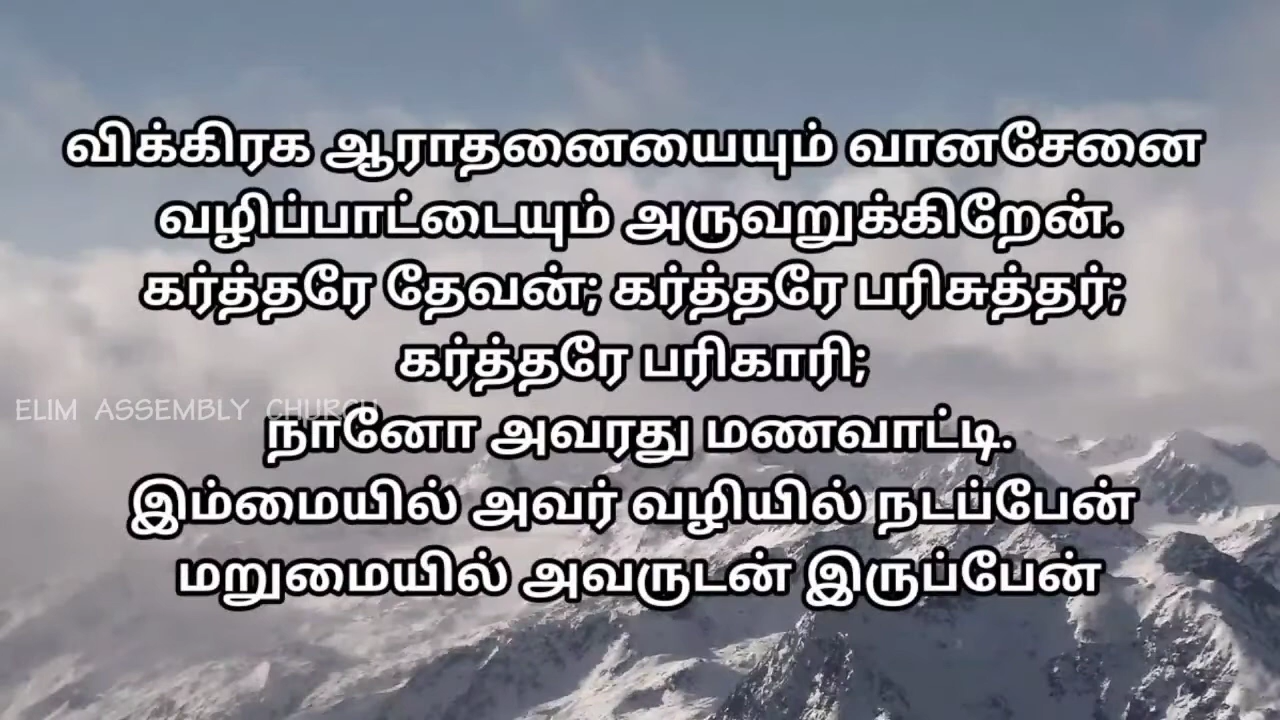 விக்கிரக ஆராதனையையும் வானசேனை
வழிப்பாட்டையும் அருவறுக்கிறேன்.
கர்த்தரே தேவன்; கர்த்தரே பரிசுத்தர்;
கர்த்தரே பரிகாரி;
ELIM ASSEMBLY CHURCH
நானோ அவரது மணவாட்டி.
இம்மையில் அவர் வழியில் நடப்பேன்
மறுமையில் அவருடன் இருப்பேன்